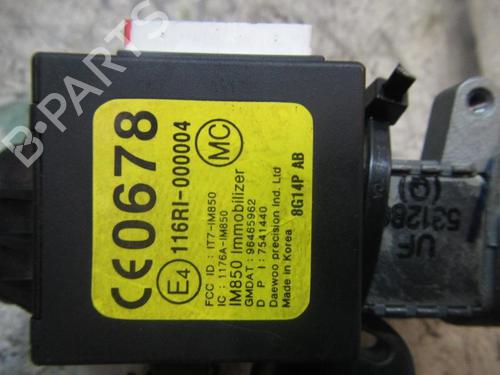 CE0678
MC
E4 116RI-000004
FCC ID : IT7-IM850
IC : 1176A-IM850
IM850 Immobilizer
GMDAT : 96465962
D P I : 7541440
Daewoo precision Ind. Ltd
Made in Korea 8G14P AB
B-PARTS